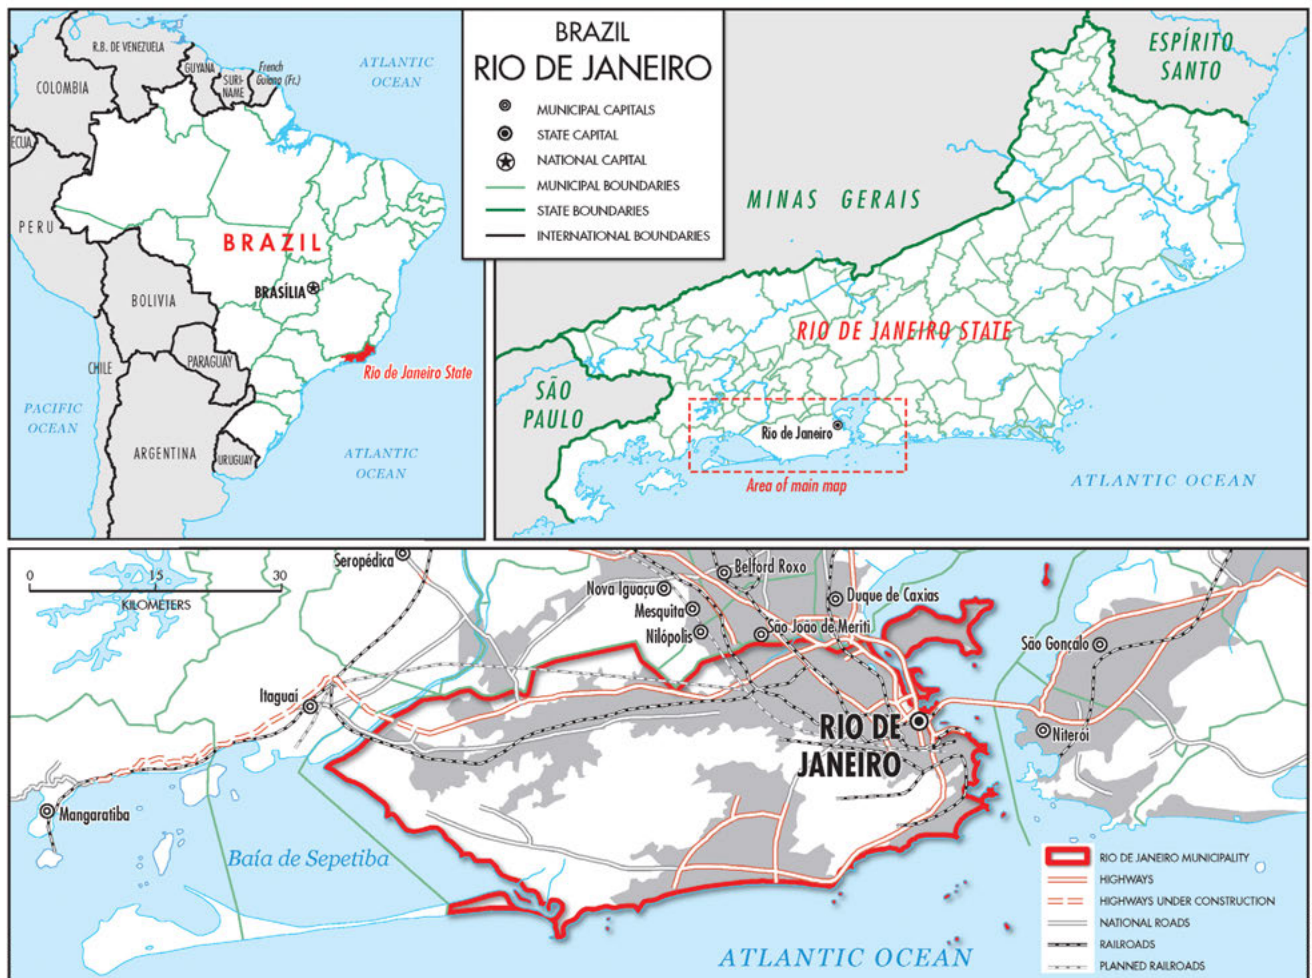 R.B. DE VENEZUELA
GUYANA
SURI-
NAME
French
Guiana (Fr.)
COLOMBIA
ATLANTIC
OCEAN
ECUA.
PERU
BRAZIL
BRASÍLIA
BOLIVIA
PARAGUAY
CHILE
Rio de Janeiro State
PACIFIC
OCEAN
ARGENTINA
URUGUAY
ATLANTIC
OCEAN
BRAZIL
RIO DE JANEIRO
MUNICIPAL CAPITALS
STATE CAPITAL
NATIONAL CAPITAL
MUNICIPAL BOUNDARIES
STATE BOUNDARIES
INTERNATIONAL BOUNDARIES
ESPÍRITO
SANTO
MINAS GERAIS
RIO DE JANEIRO STATE
SÃO
PAULO
Rio de Janeiro
Area of main map
ATLANTIC OCEAN
0 15 30
KILOMETERS
Seropédica
Belford Roxo
Nova Iguaçu
Mesquita
Duque de Caxias
Nilópolis
São João de Meriti
São Gonçalo
Itaguaí
RIO DE
JANEIRO
Niterói
Mangaratiba
Baía de Sepetiba
ATLANTIC OCEAN
RIO DE JANEIRO MUNICIPALITY
HIGHWAYS
HIGHWAYS UNDER CONSTRUCTION
NATIONAL ROADS
RAILROADS
PLANNED RAILROADS